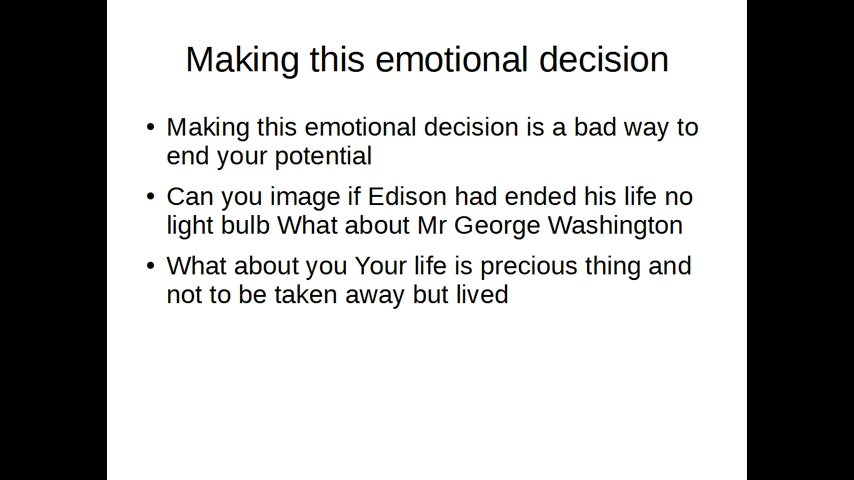 Making this emotional decision
• Making this emotional decision is a bad way to
end your potential
• Can you image if Edison had ended his life no
light bulb What about Mr George Washington
• What about you Your life is precious thing and
not to be taken away but lived